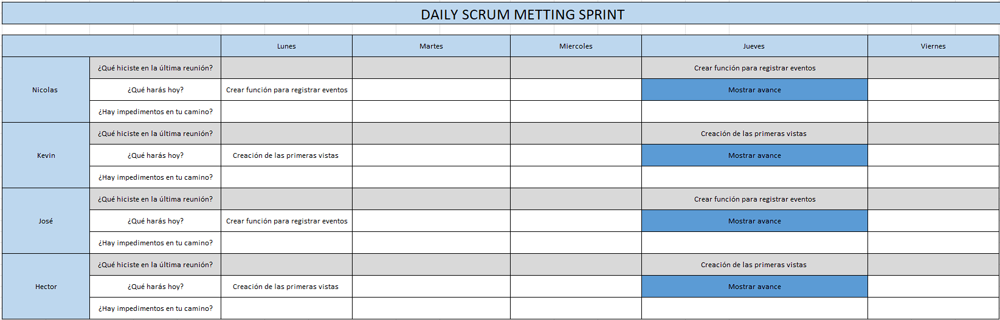 DAILY SCRUM METTING SPRINT
Lunes Martes Miercoles Jueves Viernes
¿Qué hiciste en la última reunión? Crear función para registrar eventos
Nicolas ¿Qué harás hoy? Crear función para registrar eventos Mostrar avance
¿Hay impedimentos en tu camino?
¿Qué hiciste en la última reunión? Creación de las primeras vistas
Kevin ¿Qué harás hoy? Creación de las primeras vistas Mostrar avance
¿Hay impedimentos en tu camino?
¿Qué hiciste en la última reunión? Crear función para registrar eventos
José ¿Qué harás hoy? Crear función para registrar eventos Mostrar avance
¿Hay impedimentos en tu camino?
¿Qué hiciste en la última reunión? Creación de las primeras vistas
Hector ¿Qué harás hoy? Creación de las primeras vistas Mostrar avance
¿Hay impedimentos en tu camino?